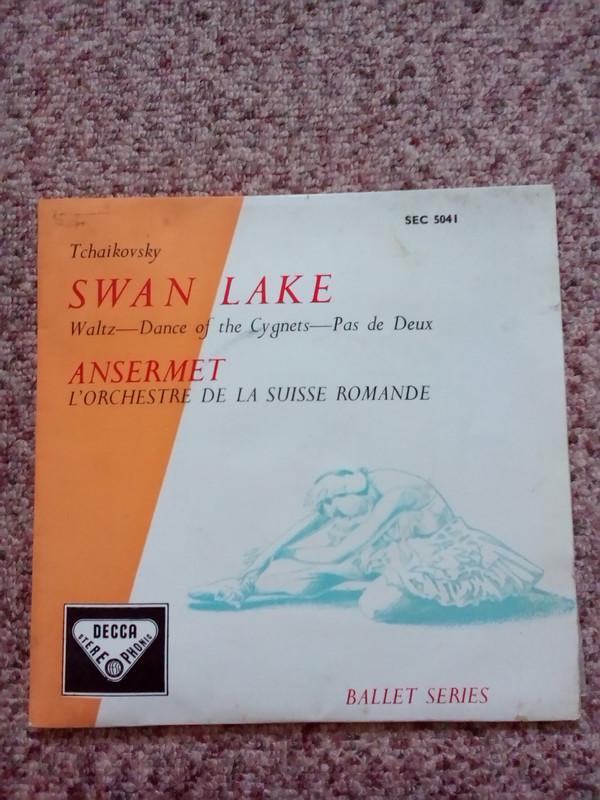 SEC 5041
Tchaikovsky
SWAN LAKE
Waltz—Dance of the Cygnets—Pas de Deux
ANSERMET
L'ORCHESTRE DE LA SUISSE ROMANDE
DECCA
STEREOPHONIC
BALLET SERIES